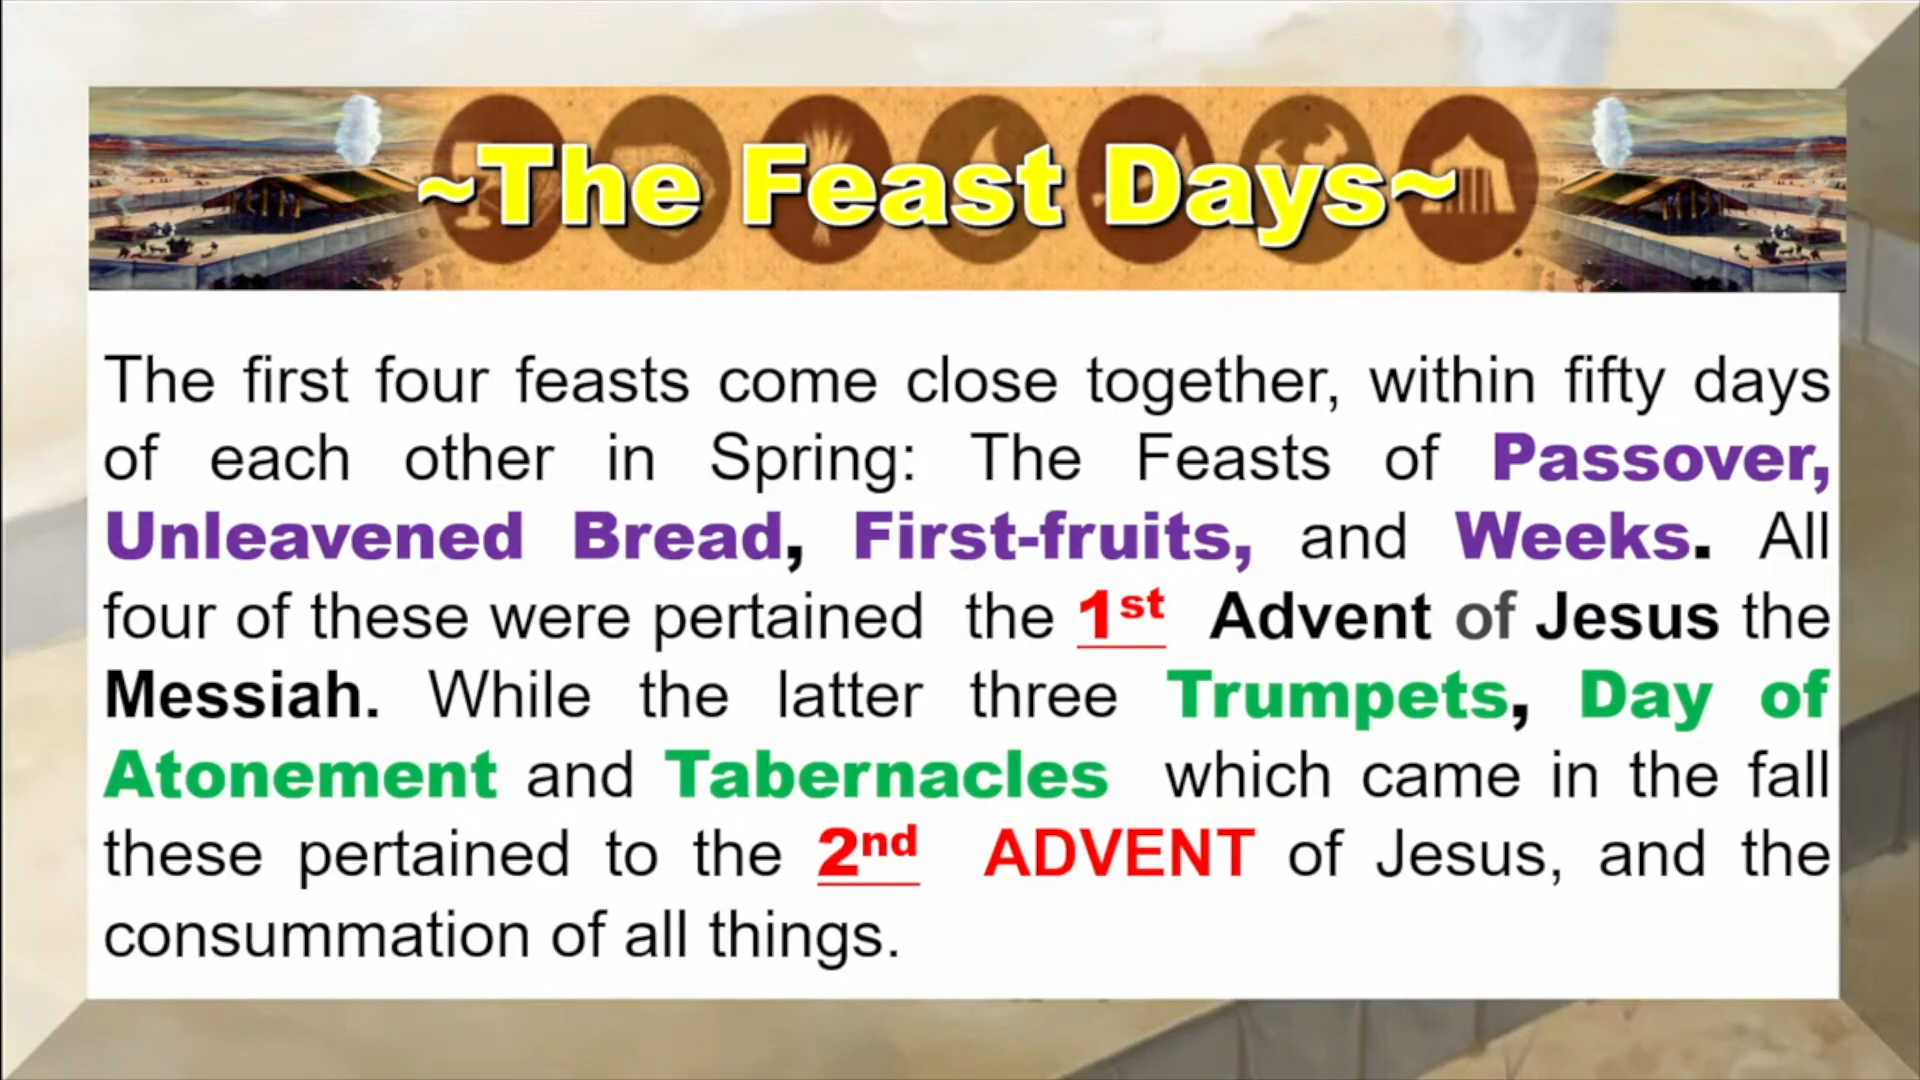 ~The Feast Days~
The first four feasts come close together, within fifty days
of each other in Spring: The Feasts of Passover,
Unleavened Bread, First-fruits, and Weeks. All
four of these were pertained the 1st Advent of Jesus the
Messiah. While the latter three Trumpets, Day of
Atonement and Tabernacles which came in the fall
these pertained to the 2nd ADVENT of Jesus, and the
consummation of all things.